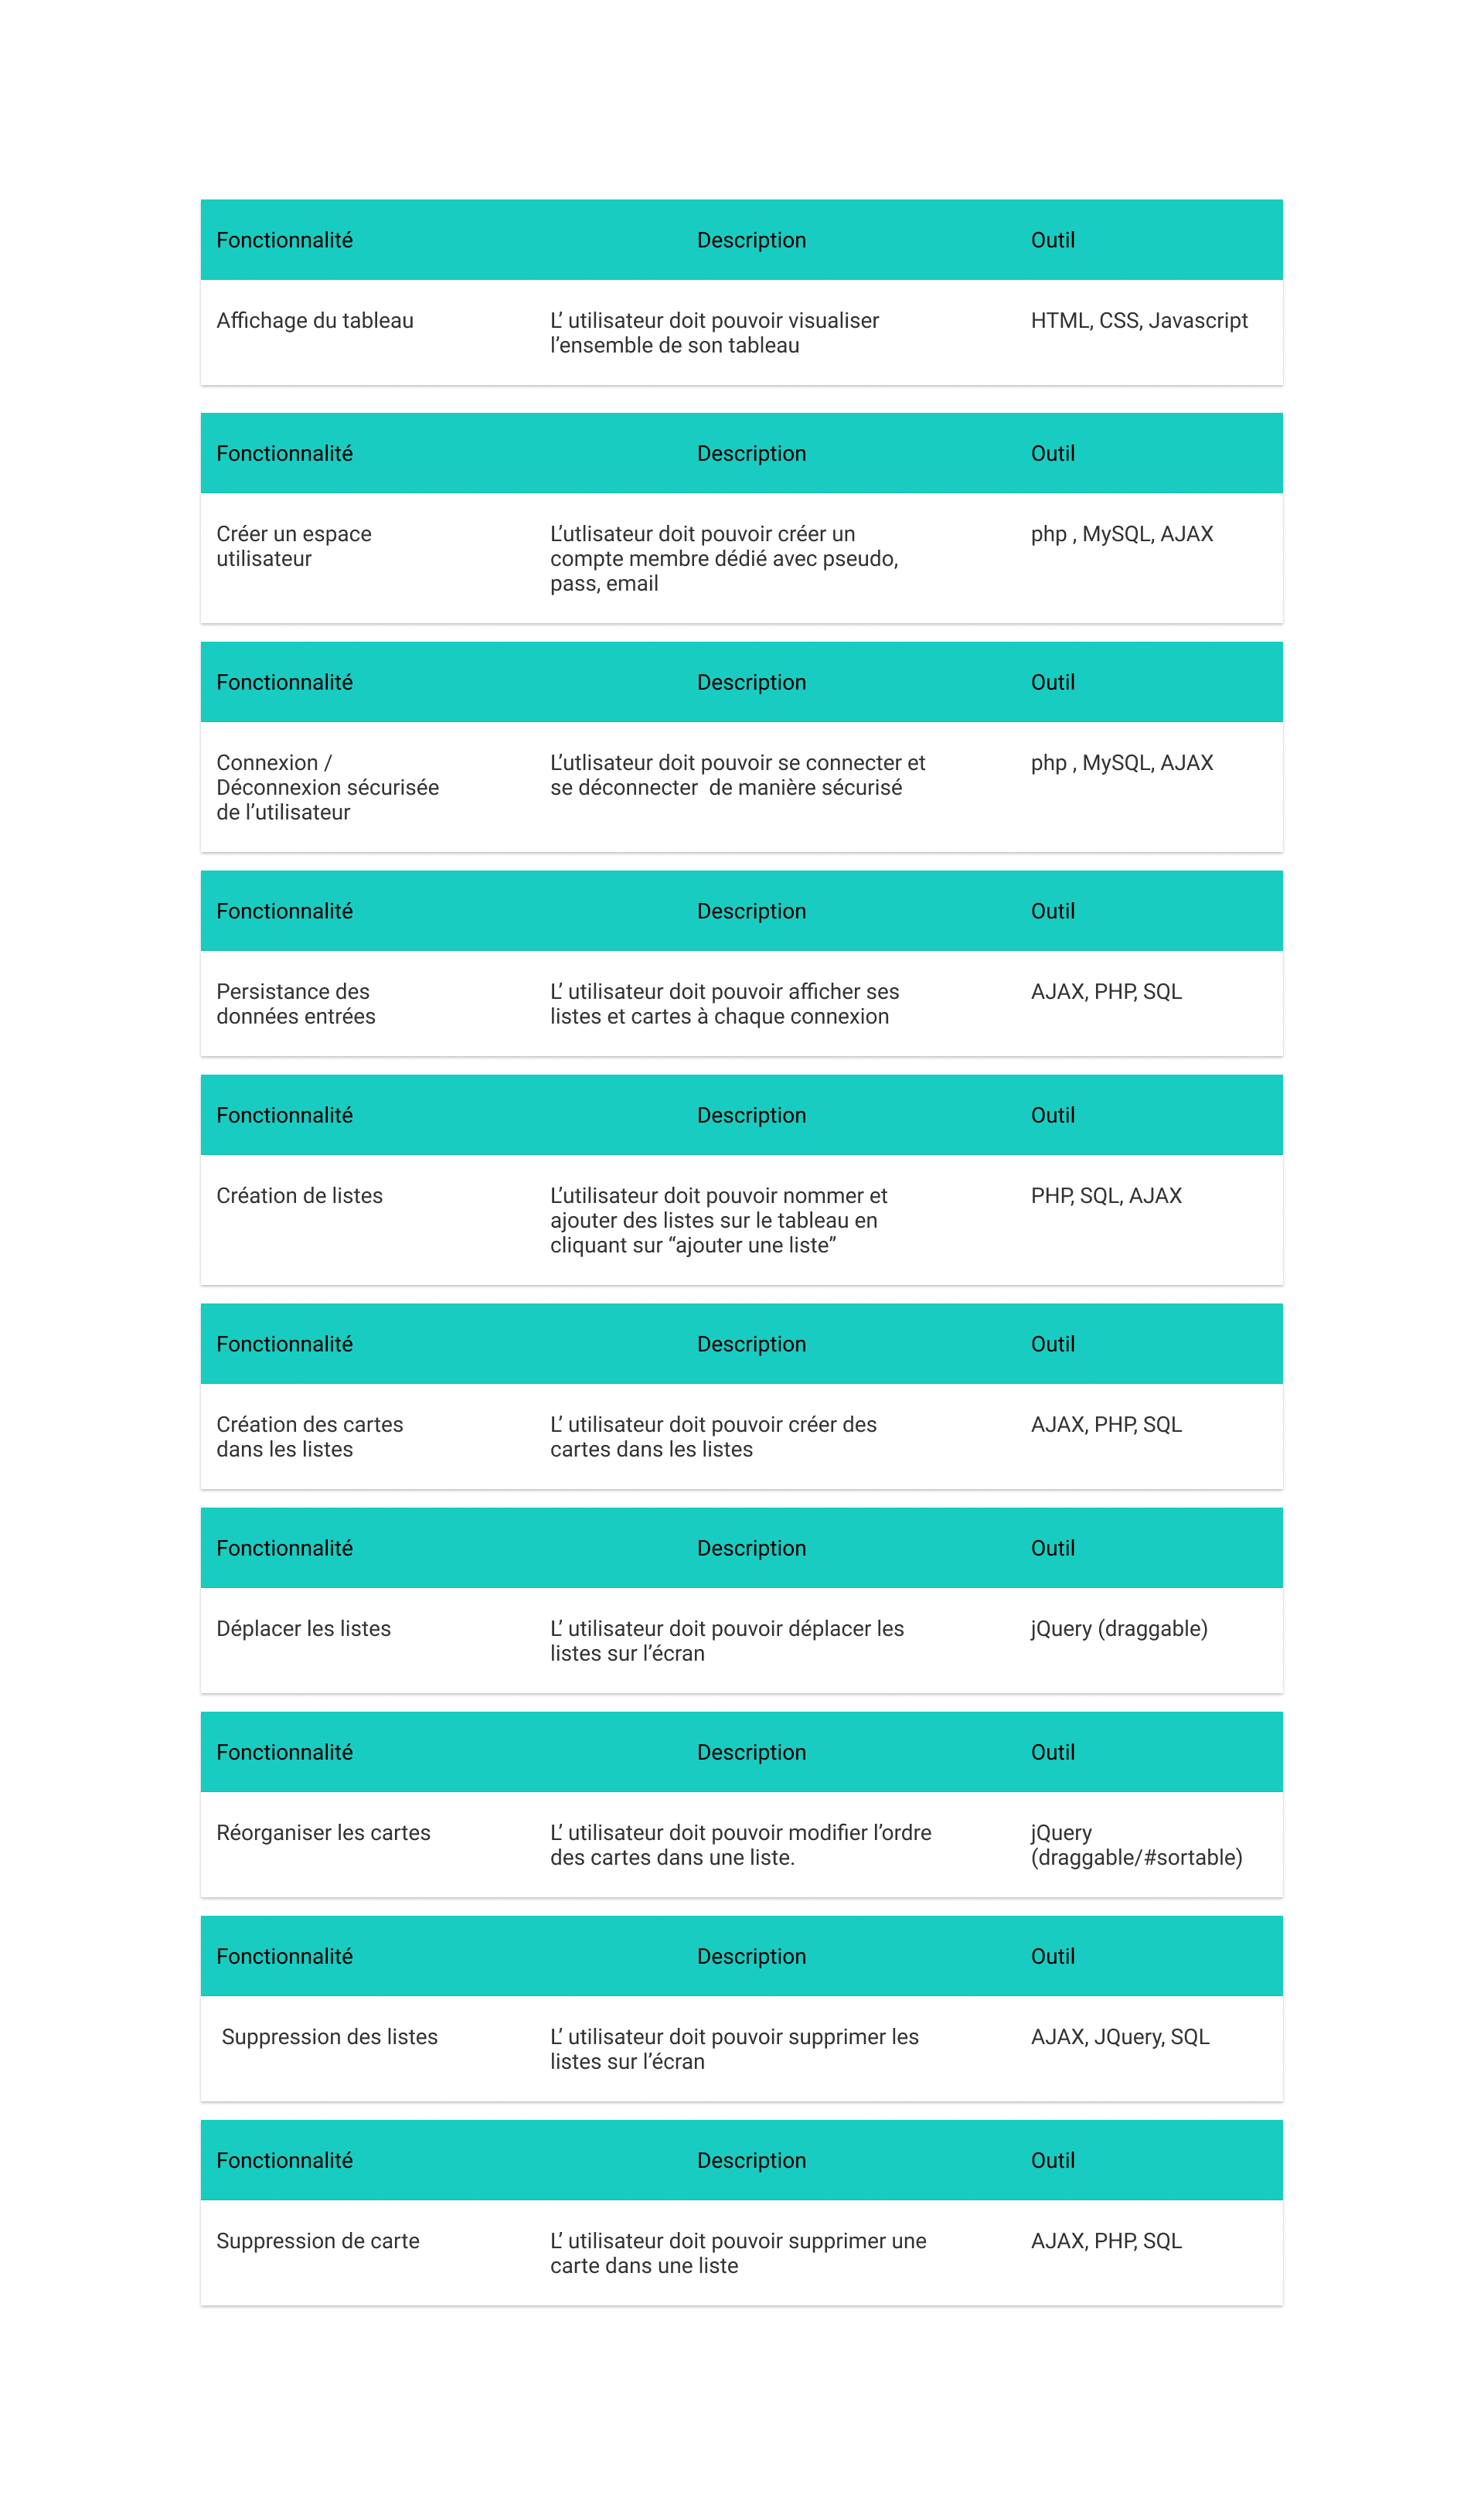 Fonctionnalité Description Outil
Affichage du tableau L’ utilisateur doit pouvoir visualiser HTML, CSS, Javascript
l’ensemble de son tableau
Fonctionnalité Description Outil
Créer un espace L’utlisateur doit pouvoir créer un php , MySQL, AJAX
utilisateur compte membre dédié avec pseudo,
pass, email
Fonctionnalité Description Outil
Connexion / L’utlisateur doit pouvoir se connecter et php , MySQL, AJAX
Déconnexion sécurisée se déconnecter  de manière sécurisé
de l’utilisateur
Fonctionnalité Description Outil
Persistance des L’ utilisateur doit pouvoir afficher ses AJAX, PHP, SQL
données entrées listes et cartes à chaque connexion
Fonctionnalité Description Outil
Création de listes L’utilisateur doit pouvoir nommer et PHP, SQL, AJAX
ajouter des listes sur le tableau en
cliquant sur “ajouter une liste”
Fonctionnalité Description Outil
Création des cartes L’ utilisateur doit pouvoir créer des AJAX, PHP, SQL
dans les listes cartes dans les listes
Fonctionnalité Description Outil
Déplacer les listes L’ utilisateur doit pouvoir déplacer les jQuery (draggable)
listes sur l’écran
Fonctionnalité Description Outil
Réorganiser les cartes L’ utilisateur doit pouvoir modifier l’ordre jQuery
des cartes dans une liste. (draggable/#sortable)
Fonctionnalité Description Outil
Suppression des listes L’ utilisateur doit pouvoir supprimer les AJAX, JQuery, SQL
listes sur l’écran
Fonctionnalité Description Outil
Suppression de carte L’ utilisateur doit pouvoir supprimer une AJAX, PHP, SQL
carte dans une liste